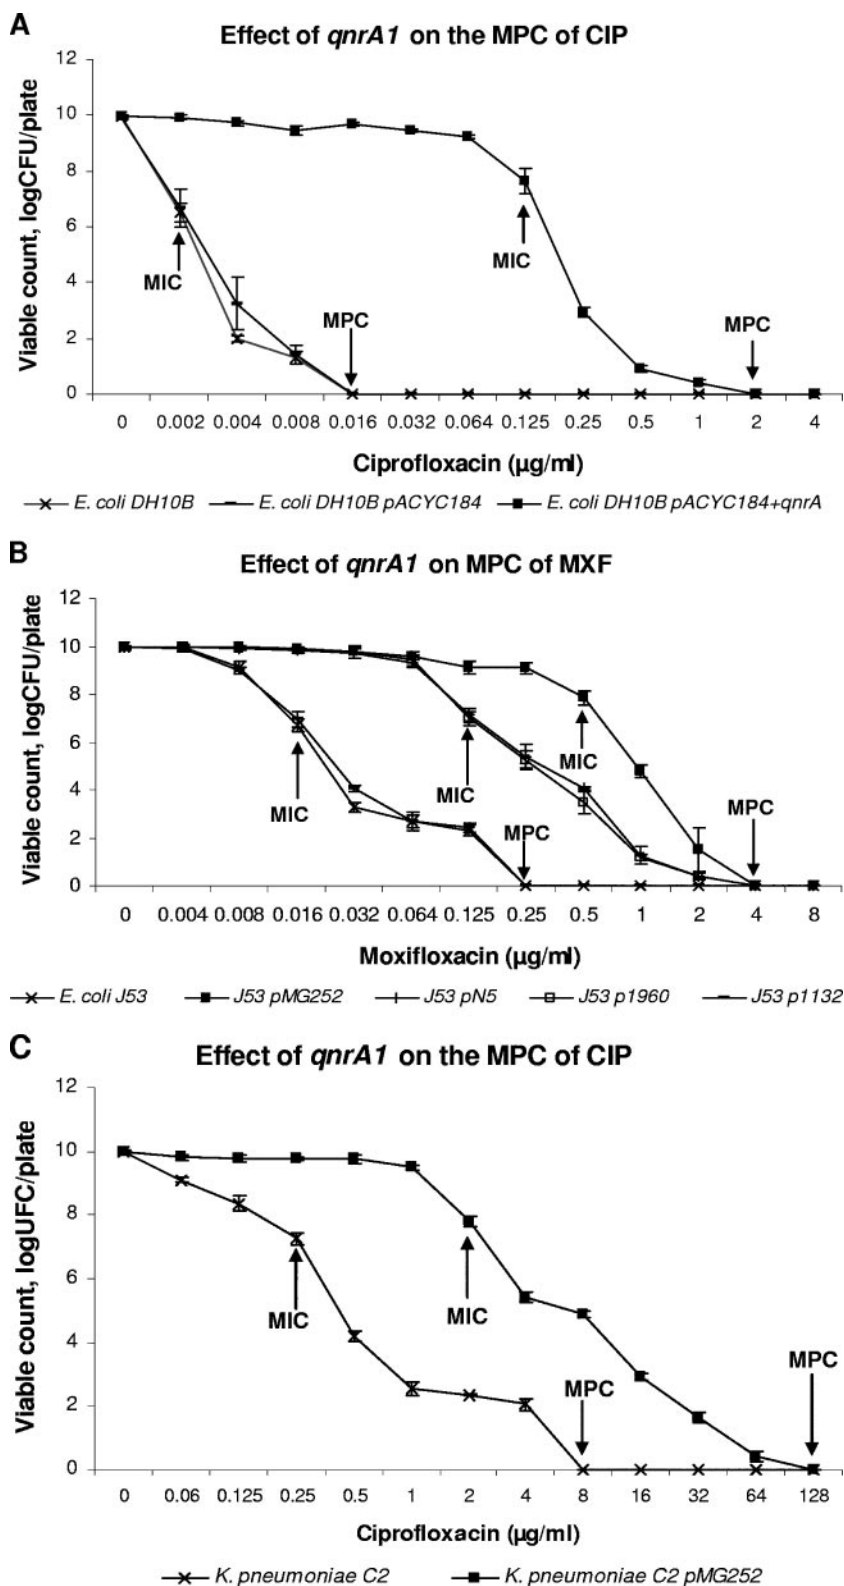 A
Effect of qnrA1 on the MPC of CIP
Viable count, logCFU/plate
12
10
8
6
4
2
0
MIC
MPC
MIC
MPC
0 0.002 0.004 0.008 0.016 0.032 0.064 0.125 0.25 0.5 1 2 4
Ciprofloxacin (µg/ml)
E. coli DH10B E. coli DH10B pACYC184 E. coli DH10B pACYC184+qnrA
B
Effect of qnrA1 on MPC of MXF
Viable count, logCFU/plate
12
10
8
6
4
2
0
MIC
MIC
MPC
MIC
MPC
0 0.004 0.008 0.016 0.032 0.064 0.125 0.25 0.5 1 2 4 8
Moxifloxacin (µg/ml)
E. coli J53 J53 pMG252 J53 pN5 J53 p1960 J53 p1132
C
Effect of qnrA1 on the MPC of CIP
Viable count, logUFC/plate
12
10
8
6
4
2
0
MIC
MIC
MPC
MPC
0 0.06 0.125 0.25 0.5 1 2 4 8 16 32 64 128
Ciprofloxacin (µg/ml)
K. pneumoniae C2 K. pneumoniae C2 pMG252